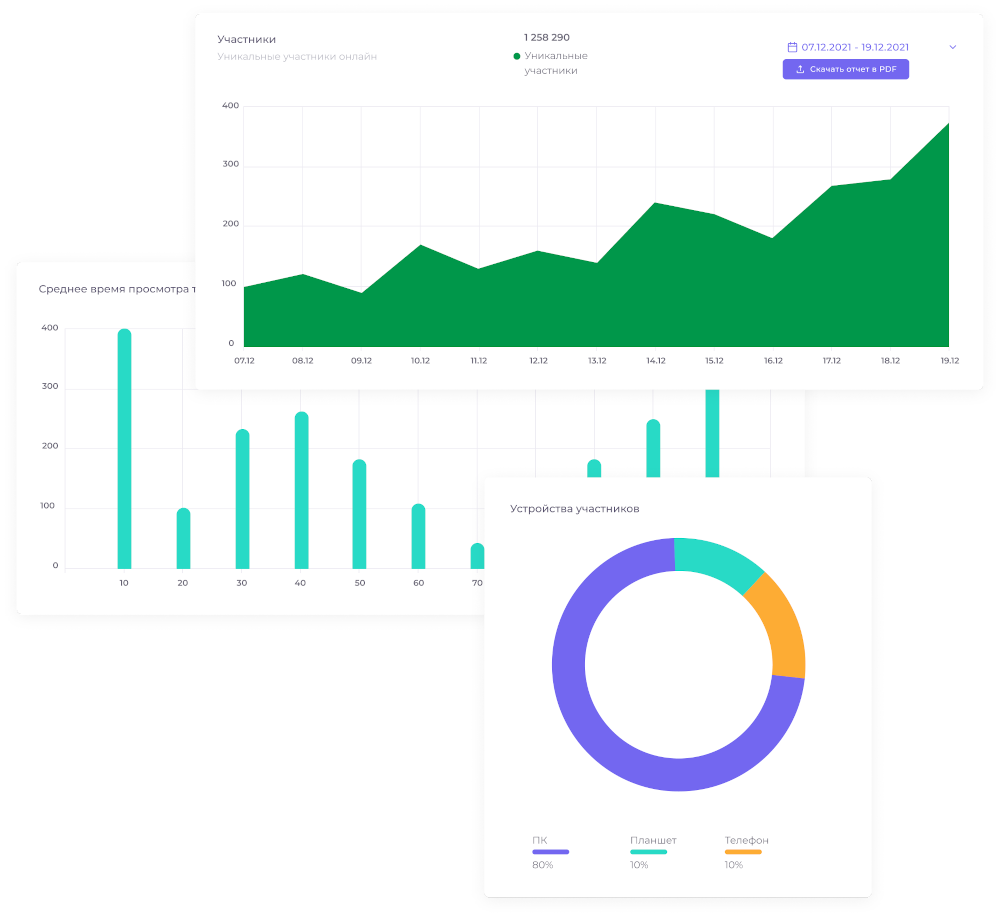 Участники
Уникальные участники онлайн
1 258 290
Уникальные
участники
07.12.2021 - 19.12.2021
Скачать отчет в PDF
400
300
200
100
0
07.12 08.12 09.12 10.12 11.12 12.12 13.12 14.12 15.12 16.12 17.12 18.12 19.12
Среднее время просмотра
400
300
200
100
0
10 20 30 40 50 60 70
Устройства участников
ПК Планшет Телефон
80% 10% 10%